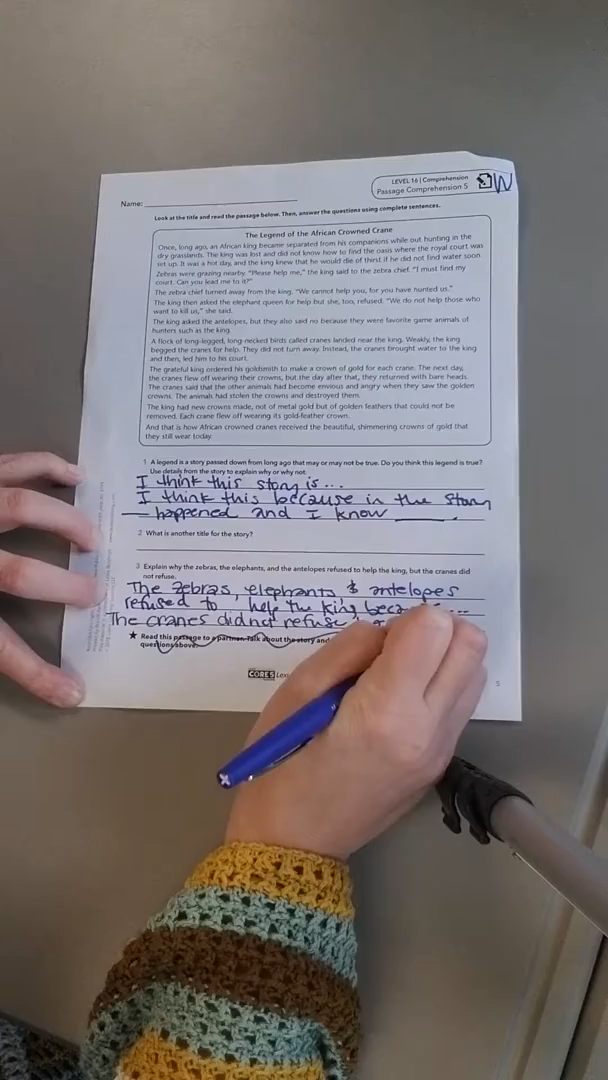 LEVEL 16 | Comprehension
Passage Comprehension 5
W
Name:
Look at the title and read the passage below. Then, answer the questions using complete sentences.
The Legend of the African Crowned Crane
Once, long ago, an African king became separated from his companions while out hunting in the
dry grasslands. The king was lost and did not know how to find the oasis where the royal court was
set up. It was a hot day, and the king knew that he would die of thirst if he did not find water soon.
Zebras were grazing nearby. "Please help me," the king said to the zebra chief. "I must find my
court. Can you lead me to it?"
The zebra chief turned away from the king. "We cannot help you, for you have hunted us."
The king then asked the elephant queen for help but she, too, refused. "We do not help those who
want to kill us," she said.
The king asked the antelopes, but they also said no because they were favorite game animals of
hunters such as the king.
A flock of long-legged, long-necked birds called cranes landed near the king. Weakly, the king
begged the cranes for help. They did not turn away. Instead, the cranes brought water to the king
and then, led him to his court.
The grateful king ordered his goldsmith to make a crown of gold for each crane. The next day,
the cranes flew off wearing their crowns, but the day after that, they returned with bare heads.
The cranes said that the other animals had become envious and angry when they saw the golden
crowns. The animals had stolen the crowns and destroyed them.
The king had new crowns made, not of metal gold but of golden feathers that could not be
removed. Each crane flew off wearing its gold-feather crown.
And that is how African crowned cranes received the beautiful, shimmering crowns of gold that
they still wear today.
1 A legend is a story passed down from long ago that may or may not be true. Do you think this legend is true?
Use details from the story to explain why or why not.
I think this story is...
I think this because in the story
happened and I know
2 What is another title for the story?
3 Explain why the zebras, the elephants, and the antelopes refused to help the king, but the cranes did
not refuse.
The zebras, elephants & antelopes
refused to help the king
The cranes didnot refuse
★ Read this passage to a partner. Talk about the story and
questions above.
CORE5
5